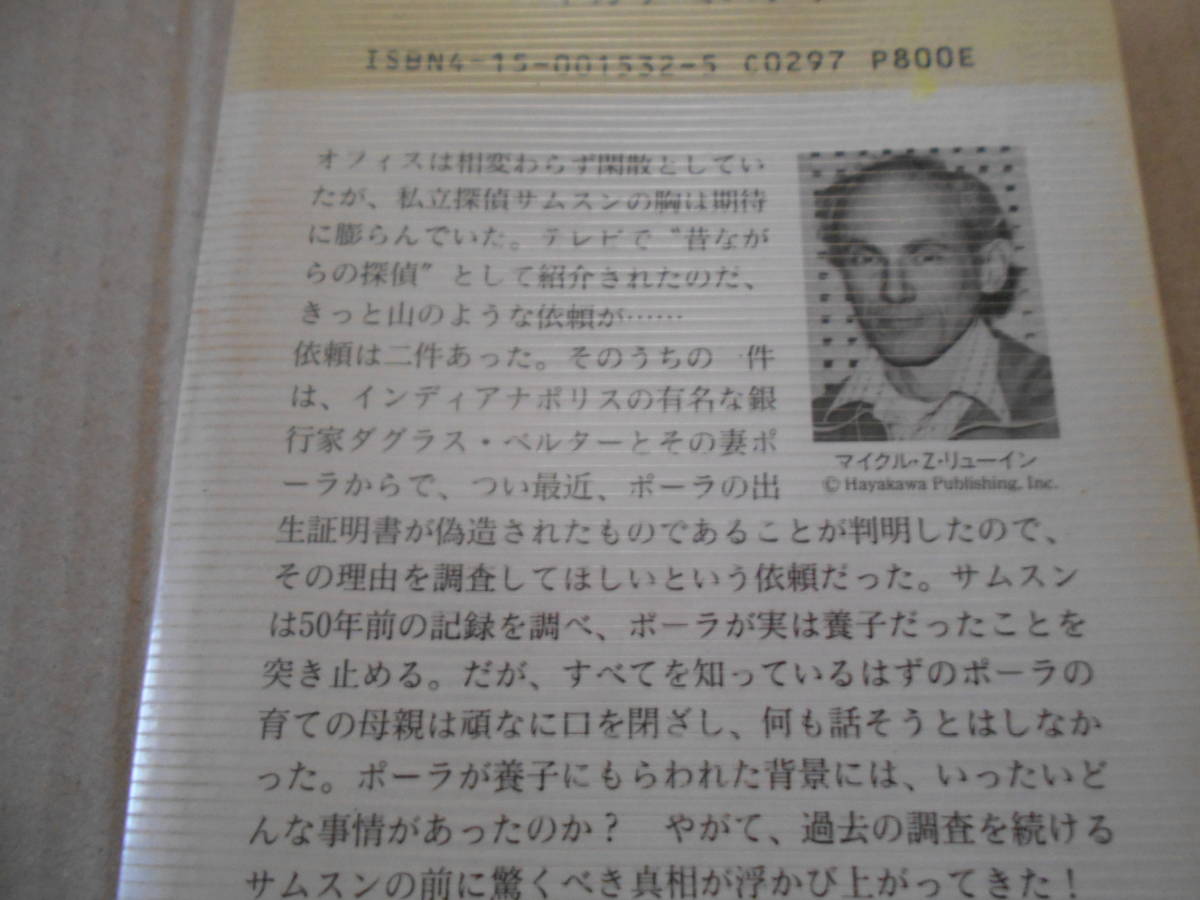 ISBN4-15-001532-5 C0297 P800E
オフィスは相変わらず閑散としてい
たが、私立探偵サムスンの胸は期待
に膨らんでいた。テレビで“昔なが
らの探偵”として紹介されたのだ、
きっと山のような依頼が……
依頼は二件あった。そのうちの 件
は、インディアナポリスの有名な銀
行家ダグラス・ベルターとその妻ポ
ーラからで、つい最近、ポーラの出
生証明書が偽造されたものであることが判明したので、
その理由を調査してほしいという依頼だった。サムスン
は50年前の記録を調べ、ポーラが実は養子だったことを
突き止める。だが、すべてを知っているはずのポーラの
育ての母親は頑なに口を閉ざし、何も話そうとはしなか
った。ポーラが養子にもらわれた背景には、いったいど
んな事情があったのか？　やがて、過去の調査を続ける
サムスンの前に驚くべき真相が浮かび上がってきた！
マイクル・Z・リューイン
© Hayakawa Publishing, Inc.